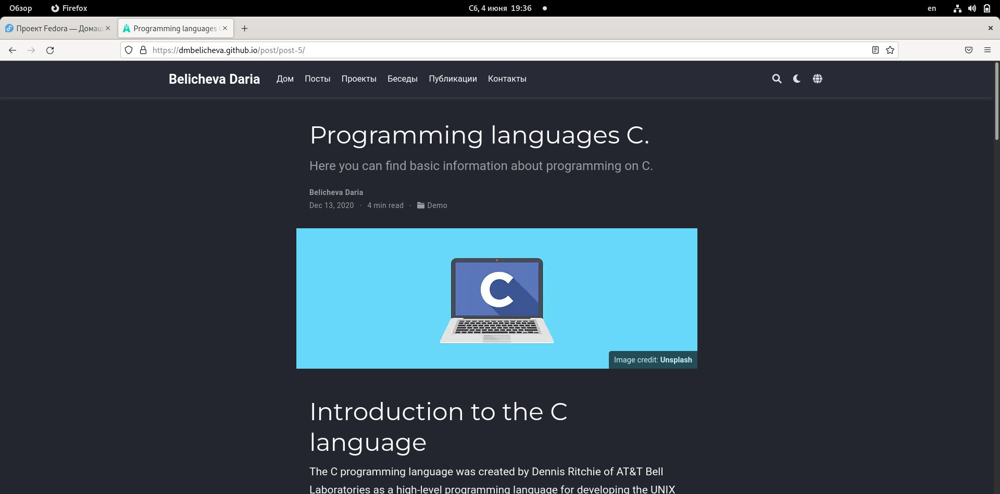 Обзор Firefox Сб, 4 июня 19:36 en
Проект Fedora — Домаш Programming languages
https://dmbelicheva.github.io/post/post-5/
Belicheva Daria Дом Посты Проекты Беседы Публикации Контакты
Programming languages C.
Here you can find basic information about programming on C.
Belicheva Daria
Dec 13, 2020 · 4 min read · Demo
C
Image credit: Unsplash
Introduction to the C
language
The C programming language was created by Dennis Ritchie of AT&T Bell
Laboratories as a high-level programming language for developing the UNIX